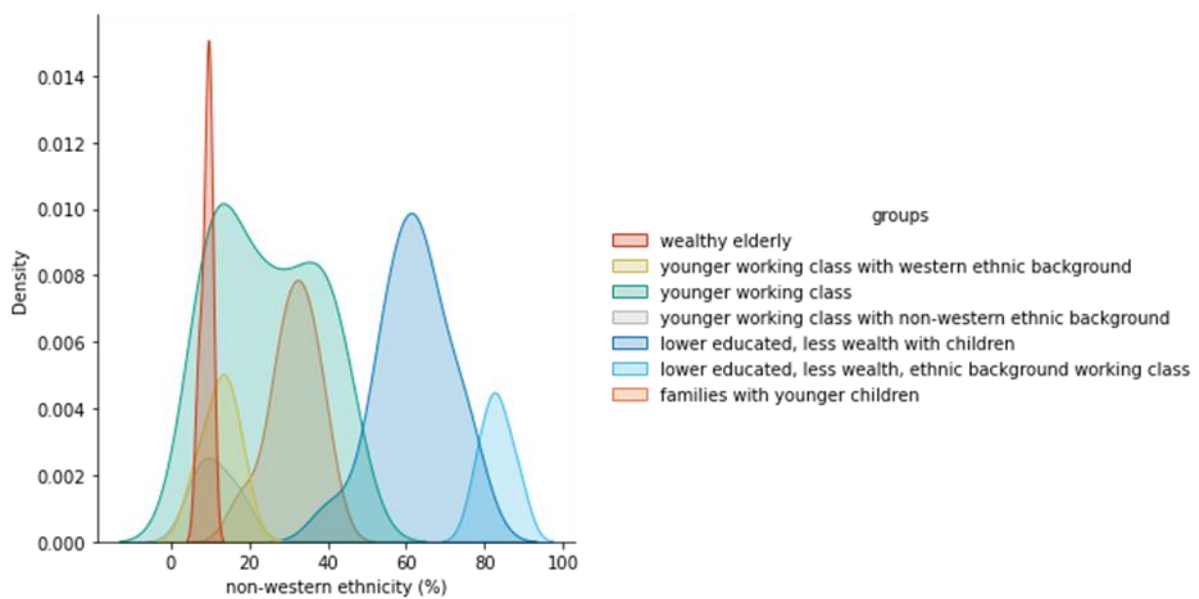 0.014
0.012
0.010
0.008
0.006
0.004
0.002
0.000
Density
0 20 40 60 80 100
non-western ethnicity (%)
groups
wealthy elderly
younger working class with western ethnic background
younger working class
younger working class with non-western ethnic background
lower educated, less wealth with children
lower educated, less wealth, ethnic background working class
families with younger children